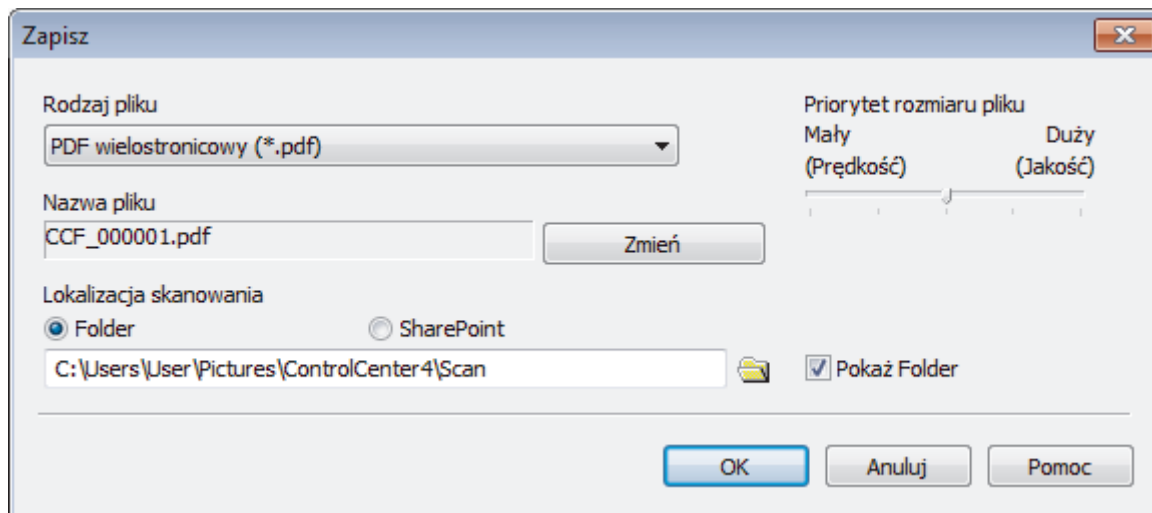 Zapisz
Rodzaj pliku
PDF wielostronicowy (*.pdf)
Priorytet rozmiaru pliku
Mały Duży
(Prędkość) (Jakość)
Nazwa pliku
CCF_000001.pdf
Zmień
Lokalizacja skanowania
Folder SharePoint
C:\Users\User\Pictures\ControlCenter4\Scan
Pokaż Folder
OK Anuluj Pomoc